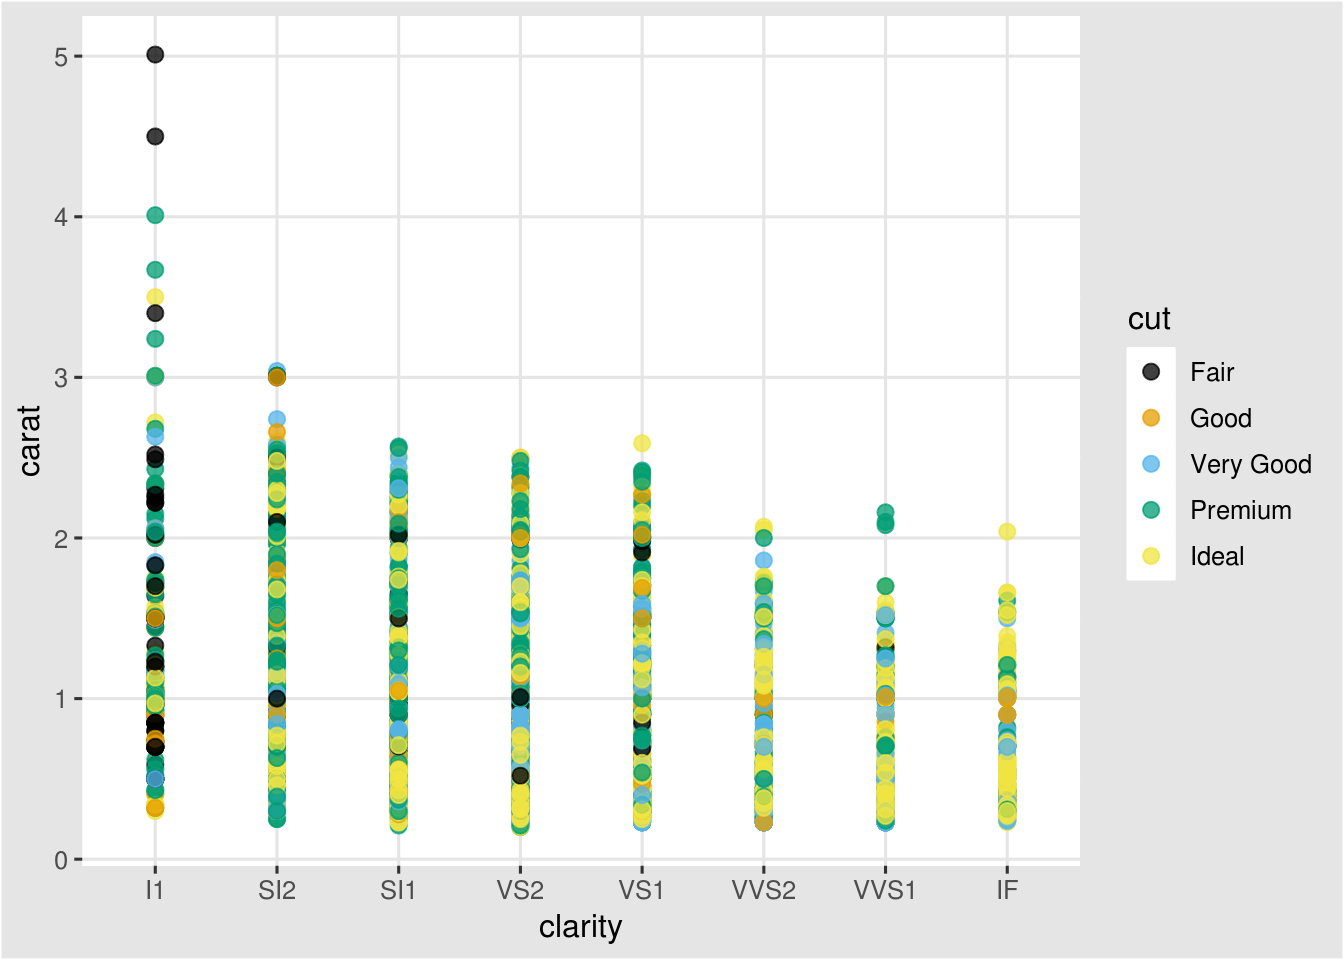 5
4
3
2
1
0
carat
I1 SI2 SI1 VS2 VS1 VVS2 VVS1 IF
clarity
cut
Fair
Good
Very Good
Premium
Ideal